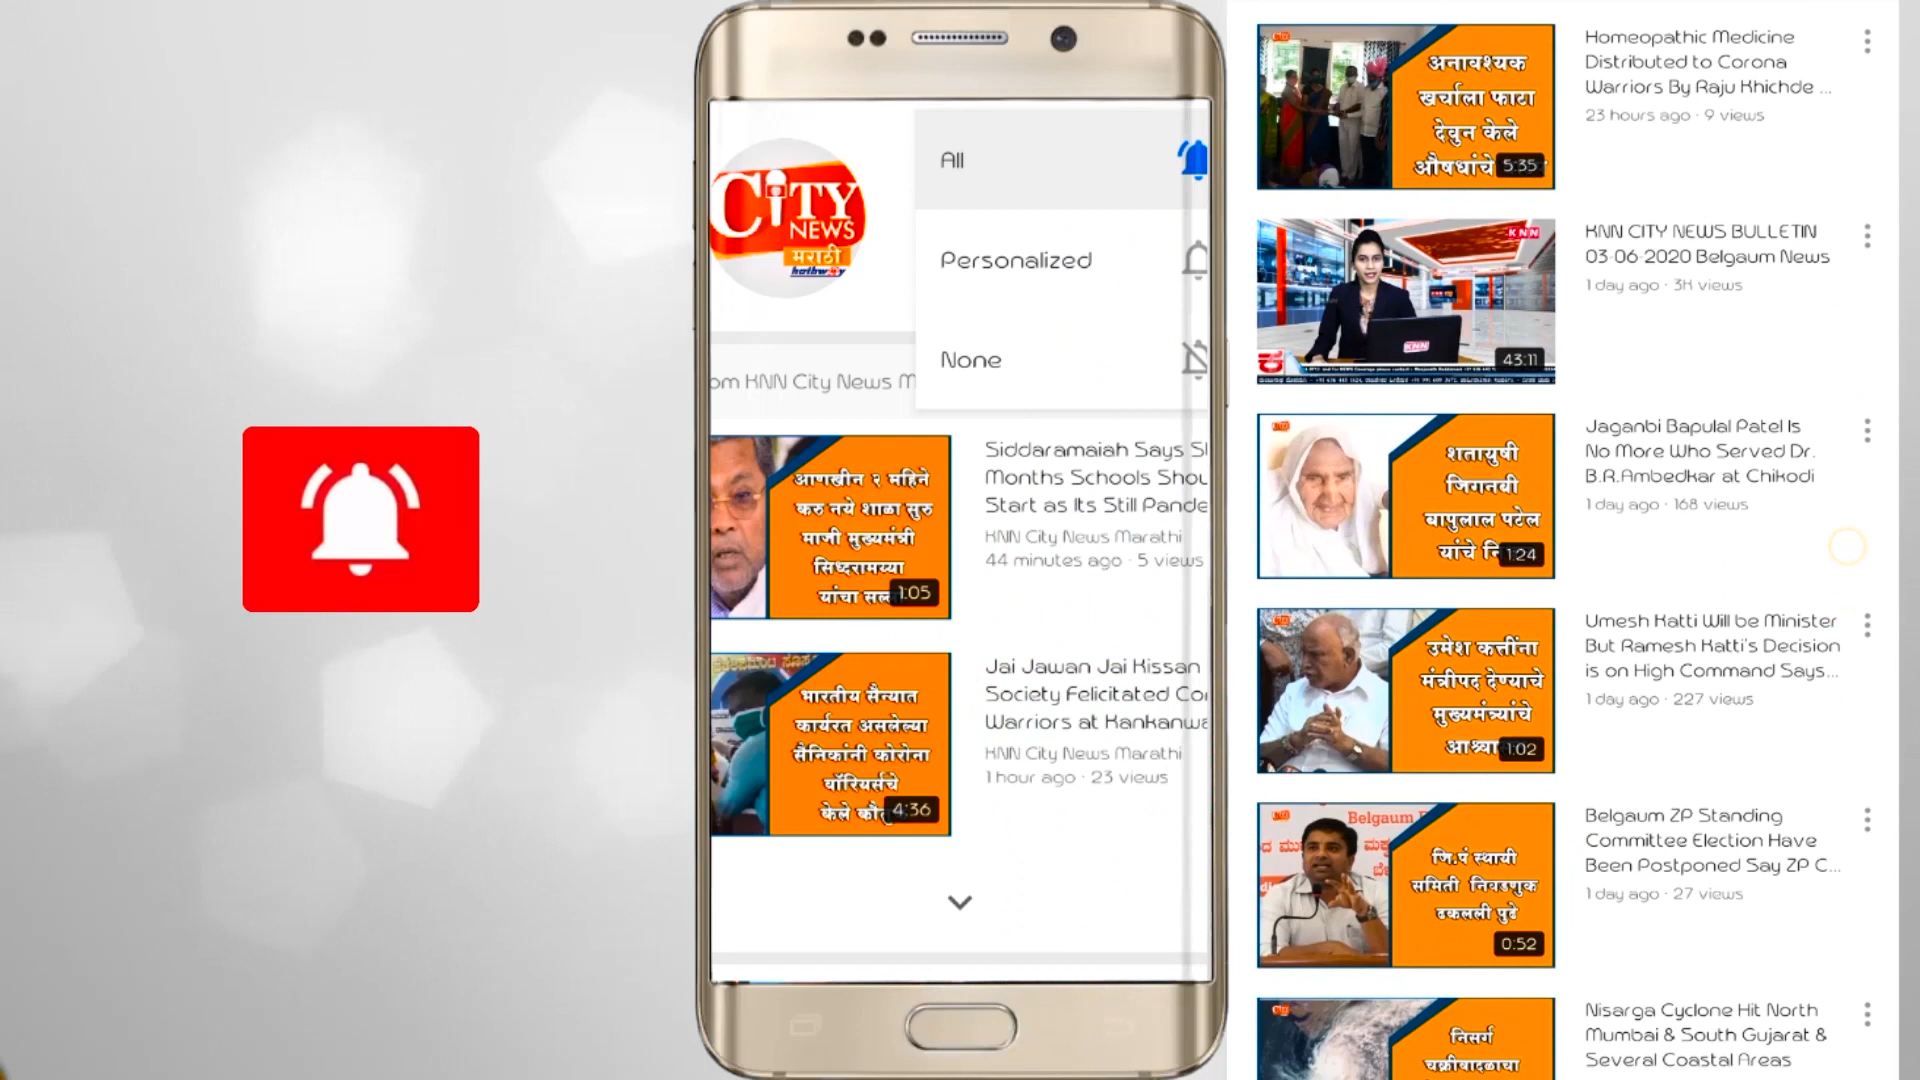 CiTY
NEWS
मराठी
hathway
All
Personalized
None
om KNN City News M
आणखीन २ महिने
करु नये शाळा सुरु
माजी मुख्यमंत्री
सिध्दरामय्या
यांचा सल्ला
1:05
Siddaramaiah Says
Months Schools Shou
Start as Its Still Pande
KNN City News Marathi
44 minutes ago · 5 views
भारतीय सैन्यात
कार्यरत असलेल्या
सैनिकांनी कोरोना
वॉरियर्सचे
केले
4:36
Jai Jawan Jai Kissan
Society Felicitated Co
Warriors at Kankanwa
KNN City News Marathi
1 hour ago · 23 views
अनावश्यक
खर्चाला फाटा
देवुन केले
औषधांचे
5:35
Homeopathic Medicine
Distributed to Corona
Warriors By Raju Khichde ...
23 hours ago · 9 views
KNN
KNN
43:11
KNN CITY NEWS BULLETIN
03-06-2020 Belgaum News
1 day ago · 3K views
शतायुषी
जिगनबी
बापुलाल पटेल
यांचे
1:24
Jaganbi Bapulal Patel Is
No More Who Served Dr.
B.R.Ambedkar at Chikodi
1 day ago · 168 views
उमेश कत्तींना
मंत्रीपद देण्याचे
मुख्यमंत्र्यांचे
1:02
Umesh Katti Will be Minister
But Ramesh Katti's Decision
is on High Command Says...
1 day ago · 227 views
Belgaum
जि.पं स्थायी
समिती निवडणुक
ढकलली पुढे
0:52
Belgaum ZP Standing
Committee Election Have
Been Postponed Say ZP C...
1 day ago · 27 views
निसर्ग
चक्रीवादळाचा
Nisarga Cyclone Hit North
Mumbai & South Gujarat &
Several Coastal Areas